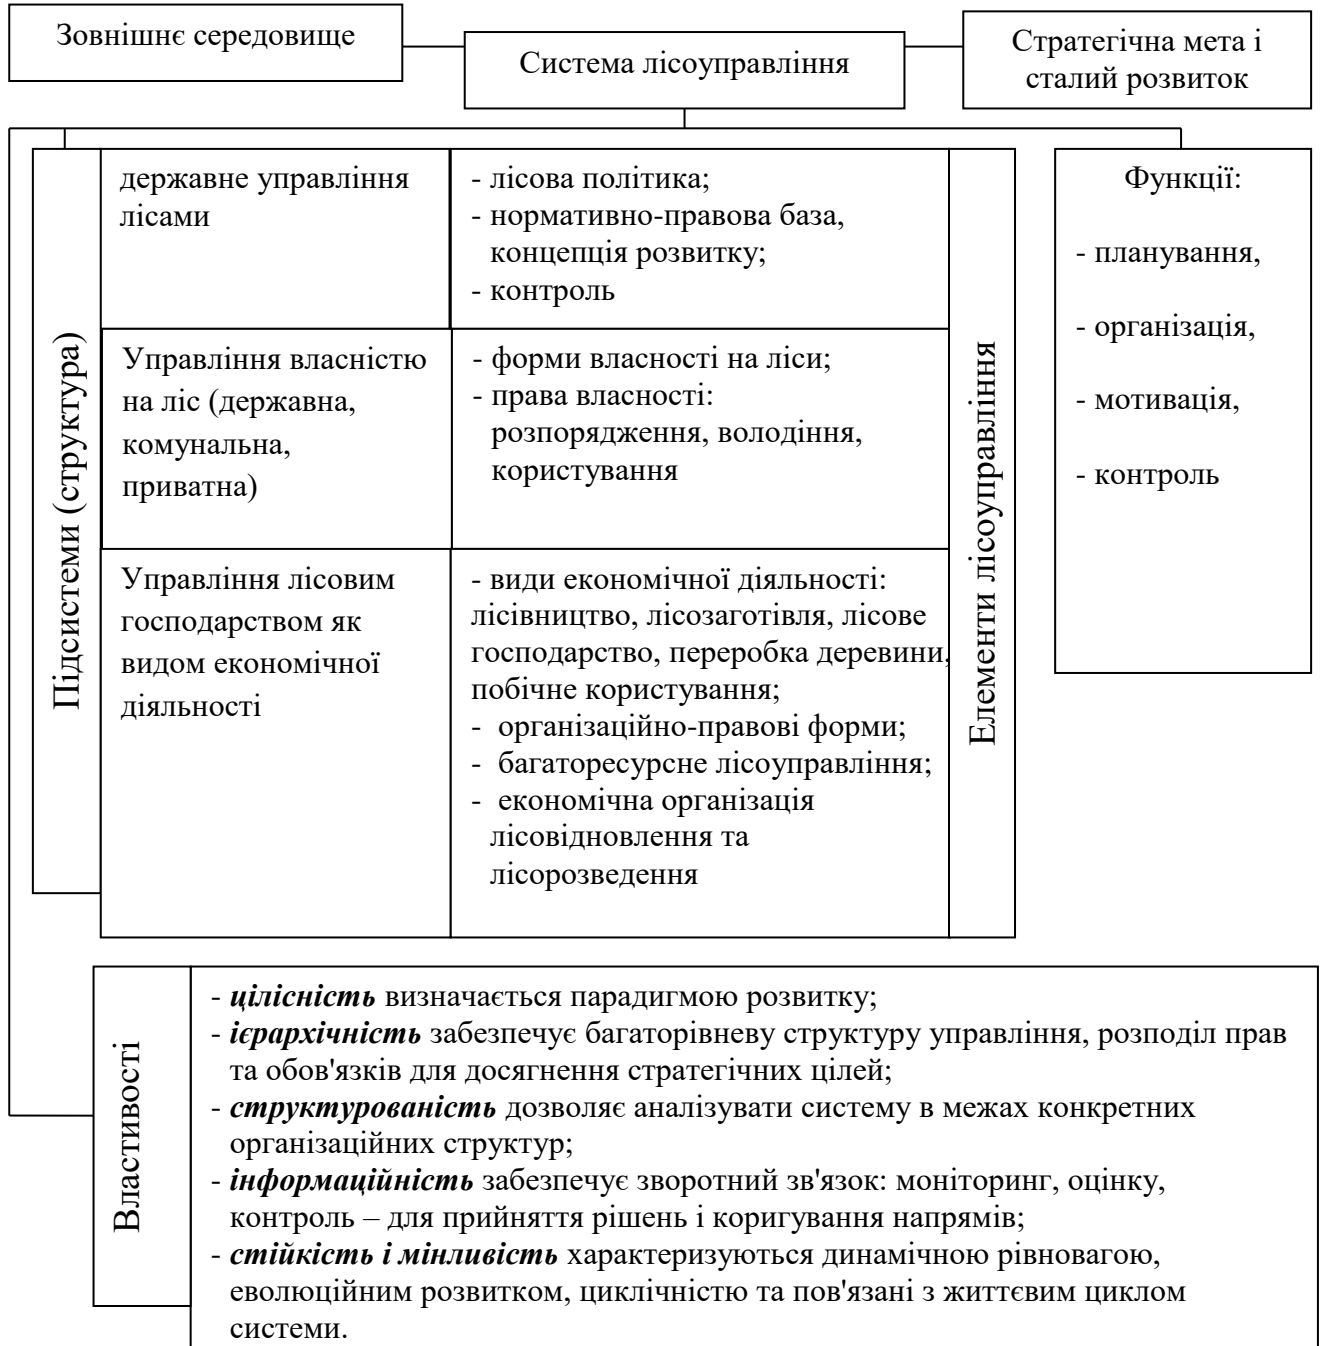 Зовнішнє середовище
Система лісоуправління
Стратегічна мета і
сталий розвиток
Підсистеми (структура)
державне управління
лісами
- лісова політика;
- нормативно-правова база,
концепція розвитку;
- контроль
Управління власністю
на ліс (державна,
комунальна,
приватна)
- форми власності на ліси;
- права власності:
розпорядження, володіння,
користування
Управління лісовим
господарством як
видом економічної
діяльності
- види економічної діяльності:
лісівництво, лісозаготівля, лісове
господарство, переробка деревини,
побічне користування;
- організаційно-правові форми;
- багаторесурсне лісоуправління;
- економічна організація
лісовідновлення та
лісорозведення
Елементи лісоуправління
Функції:
- планування,
- організація,
- мотивація,
- контроль
Властивості
- цілісність визначається парадигмою розвитку;
- ієрархічність забезпечує багаторівневу структуру управління, розподіл прав
та обов'язків для досягнення стратегічних цілей;
- структурованість дозволяє аналізувати систему в межах конкретних
організаційних структур;
- інформаційність забезпечує зворотний зв'язок: моніторинг, оцінку,
контроль – для прийняття рішень і коригування напрямів;
- стійкість і мінливість характеризуються динамічною рівновагою,
еволюційним розвитком, циклічністю та пов'язані з життєвим циклом
системи.